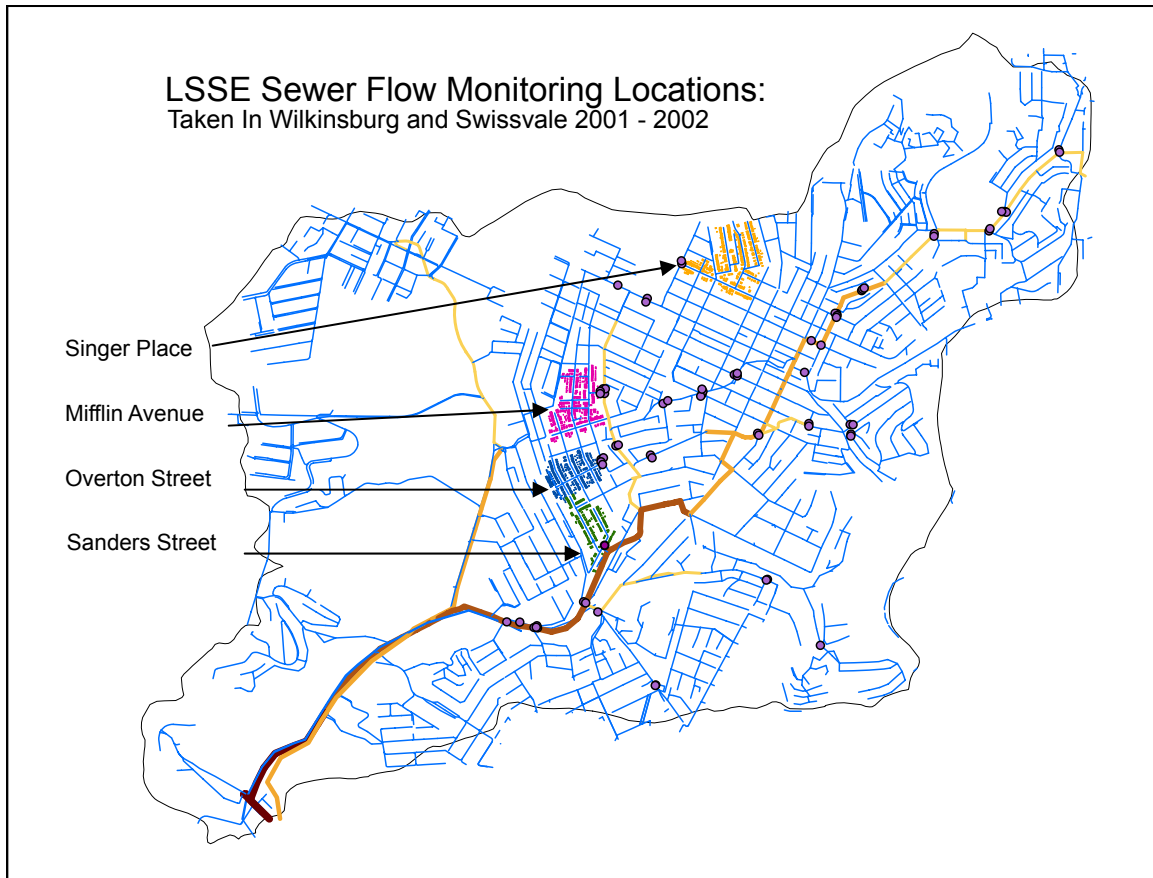 LSSE Sewer Flow Monitoring Locations:
Taken In Wilkinsburg and Swissvale 2001 - 2002
Singer Place
Mifflin Avenue
Overton Street
Sanders Street